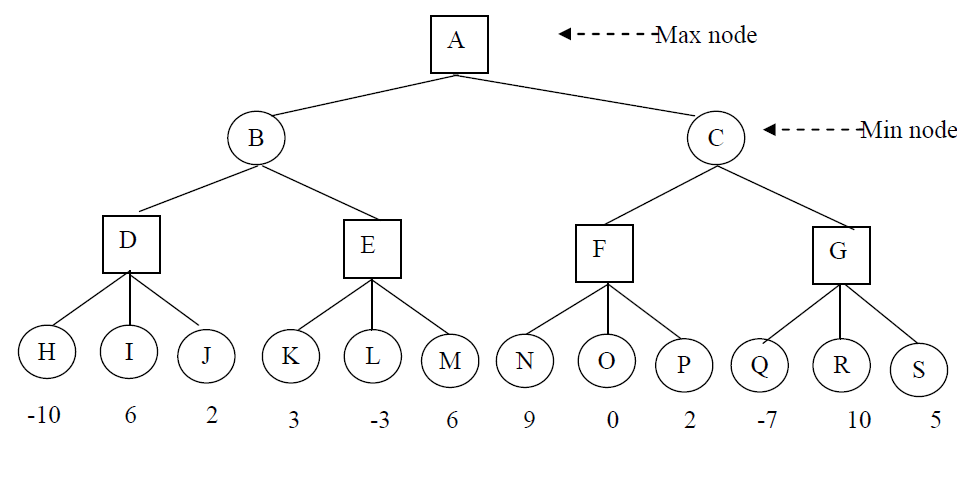 A
Max node
B
C
Min node
D
E
F
G
H I J K L M N O P Q R S
-10 6 2 3 -3 6 9 0 2 -7 10 5